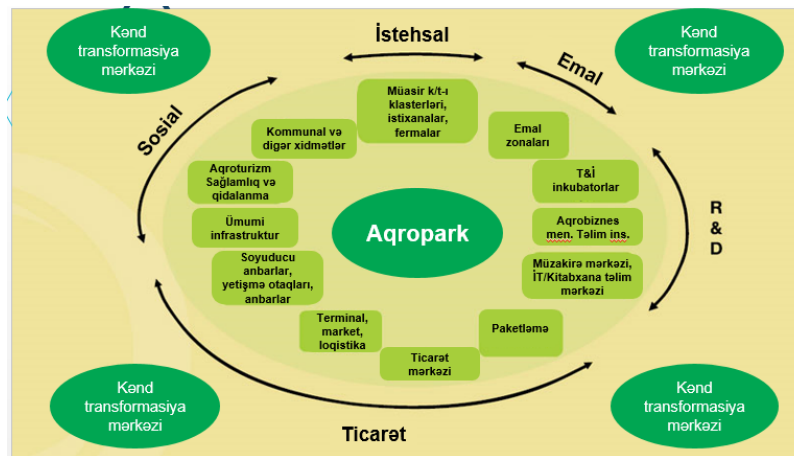 Kənd
transformasiya
mərkəzi
İstehsal
Emal
Kənd
transformasiya
mərkəzi
Sosial
Müasir k/t-ı
klasterləri,
istixanalar,
fermalar
Kommunal və
digər xidmətlər
Emal
zonaları
Aqroturizm
Sağlamlıq və
qidalanma
T&İ
inkubatorlar
Ümumi
infrastruktur
Aqropark
Aqrobiznes
men. Təlim ins.
R
&
D
Soyuducu
anbarlar,
yetişmə otaqları,
anbarlar
Müzakirə mərkəzi,
İT/Kitabxana təlim
mərkəzi
Terminal,
market,
loqistika
Paketləmə
Ticarət
mərkəzi
Kənd
transformasiya
mərkəzi
Kənd
transformasiya
mərkəzi
Ticarət